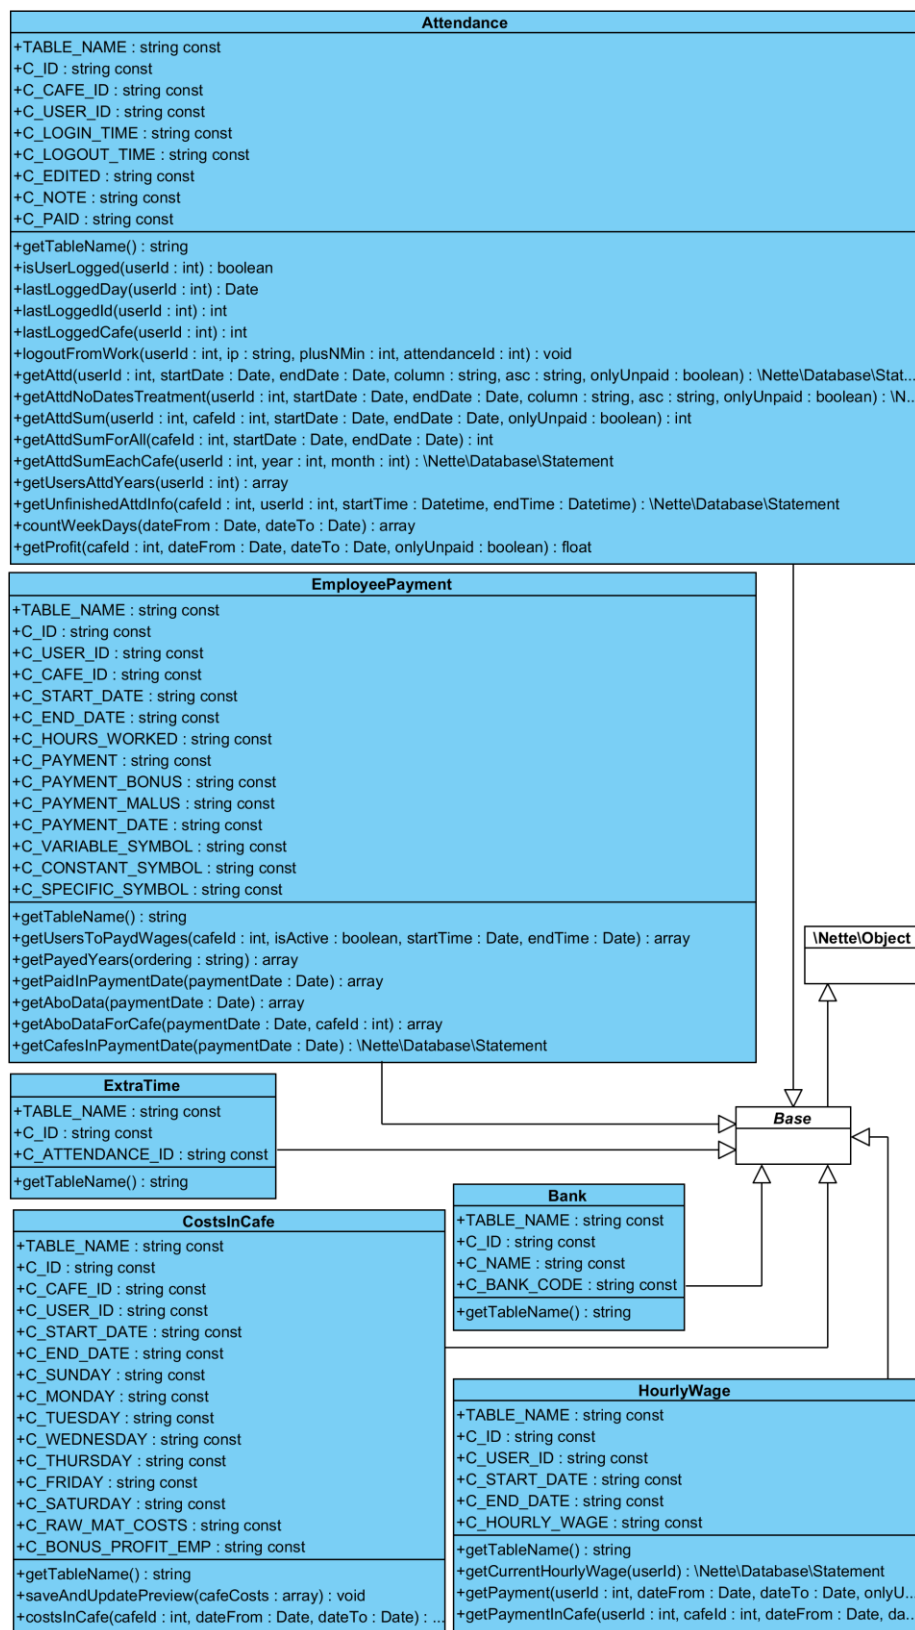 Attendance
+TABLE_NAME : string const
+C_ID : string const
+C_CAFE_ID : string const
+C_USER_ID : string const
+C_LOGIN_TIME : string const
+C_LOGOUT_TIME : string const
+C_EDITED : string const
+C_NOTE : string const
+C_PAID : string const
+getTableName() : string
+isUserLogged(userId : int) : boolean
+lastLoggedDay(userId : int) : Date
+lastLoggedId(userId : int) : int
+lastLoggedCafe(userId : int) : int
+logoutFromWork(userId : int, ip : string, plusNMin : int, attendanceId : int) : void
+getAttd(userId : int, startDate : Date, endDate : Date, column : string, asc : string, onlyUnpaid : boolean) : \Nette\Database\Stat...
+getAttdNoDatesTreatment(userId : int, startDate : Date, endDate : Date, column : string, asc : string, onlyUnpaid : boolean) : \N...
+getAttdSum(userId : int, cafeId : int, startDate : Date, endDate : Date, onlyUnpaid : boolean) : int
+getAttdSumForAll(cafeId : int, startDate : Date, endDate : Date) : int
+getAttdSumEachCafe(userId : int, year : int, month : int) : \Nette\Database\Statement
+getUsersAttdYears(userId : int) : array
+getUnfinishedAttdInfo(cafeId : int, userId : int, startTime : Datetime, endTime : Datetime) : \Nette\Database\Statement
+countWeekDays(dateFrom : Date, dateTo : Date) : array
+getProfit(cafeId : int, dateFrom : Date, dateTo : Date, onlyUnpaid : boolean) : float
EmployeePayment
+TABLE_NAME : string const
+C_ID : string const
+C_USER_ID : string const
+C_CAFE_ID : string const
+C_START_DATE : string const
+C_END_DATE : string const
+C_HOURS_WORKED : string const
+C_PAYMENT : string const
+C_PAYMENT_BONUS : string const
+C_PAYMENT_MALUS : string const
+C_PAYMENT_DATE : string const
+C_VARIABLE_SYMBOL : string const
+C_CONSTANT_SYMBOL : string const
+C_SPECIFIC_SYMBOL : string const
+getTableName() : string
+getUsersToPaydWages(cafeId : int, isActive : boolean, startTime : Date, endTime : Date) : array
+getPayedYears(ordering : string) : array
+getPaidInPaymentDate(paymentDate : Date) : array
+getAboData(paymentDate : Date) : array
+getAboDataForCafe(paymentDate : Date, cafeId : int) : array
+getCafesInPaymentDate(paymentDate : Date) : \Nette\Database\Statement
\Nette\Object
Base
ExtraTime
+TABLE_NAME : string const
+C_ID : string const
+C_ATTENDANCE_ID : string const
+getTableName() : string
Bank
+TABLE_NAME : string const
+C_ID : string const
+C_NAME : string const
+C_BANK_CODE : string const
+getTableName() : string
CostsInCafe
+TABLE_NAME : string const
+C_ID : string const
+C_CAFE_ID : string const
+C_USER_ID : string const
+C_START_DATE : string const
+C_END_DATE : string const
+C_SUNDAY : string const
+C_MONDAY : string const
+C_TUESDAY : string const
+C_WEDNESDAY : string const
+C_THURSDAY : string const
+C_FRIDAY : string const
+C_SATURDAY : string const
+C_RAW_MAT_COSTS : string const
+C_BONUS_PROFIT_EMP : string const
+getTableName() : string
+saveAndUpdatePreview(cafeCosts : array) : void
+costsInCafe(cafeId : int, dateFrom : Date, dateTo : Date) : ...
HourlyWage
+TABLE_NAME : string const
+C_ID : string const
+C_USER_ID : string const
+C_START_DATE : string const
+C_END_DATE : string const
+C_HOURLY_WAGE : string const
+getTableName() : string
+getCurrentHourlyWage(userId) : \Nette\Database\Statement
+getPayment(userId : int, dateFrom : Date, dateTo : Date, onlyU...
+getPaymentInCafe(userId : int, cafeId : int, dateFrom : Date, da...